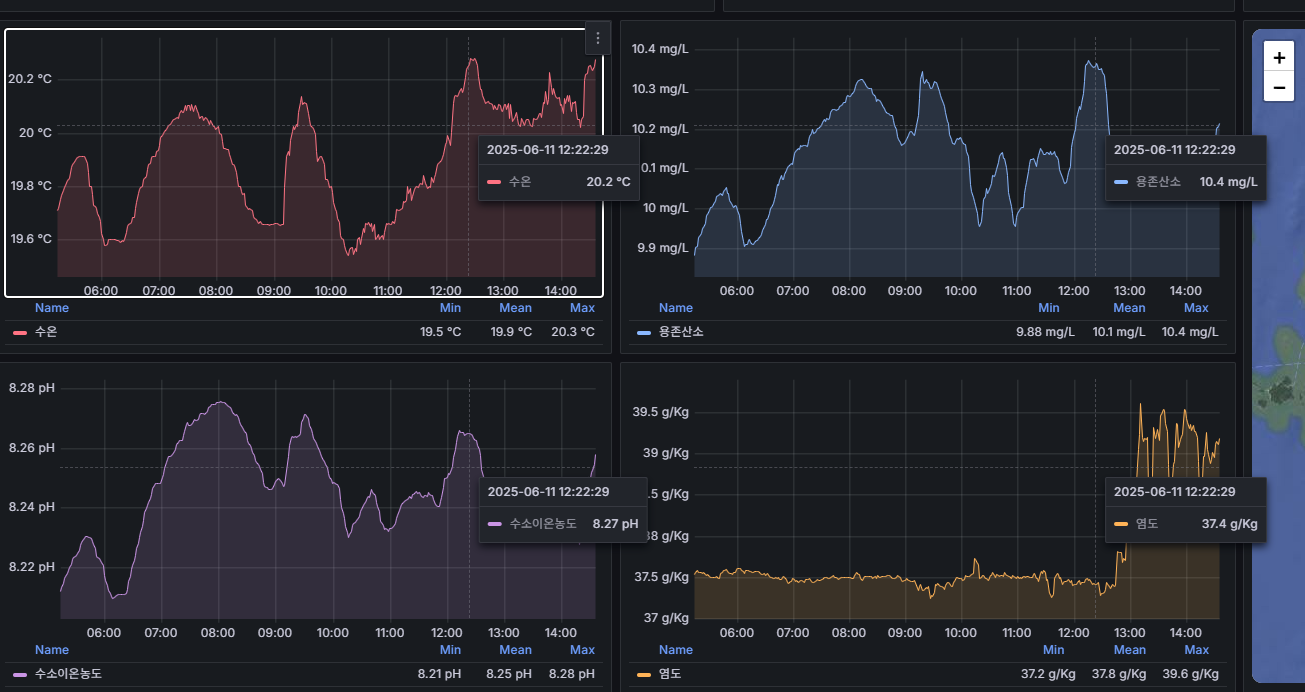 20.2 °C
20 °C
19.8 °C
19.6 °C
06:00 07:00 08:00 09:00 10:00 11:00 12:00 13:00 14:00
2025-06-11 12:22:29
수온 20.2 °C
Name Min Mean Max
수온 19.5 °C 19.9 °C 20.3 °C
10.4 mg/L
10.3 mg/L
10.2 mg/L
0.1 mg/L
10 mg/L
9.9 mg/L
06:00 07:00 08:00 09:00 10:00 11:00 12:00 13:00 14:00
2025-06-11 12:22:29
용존산소 10.4 mg/L
Name Min Mean Max
용존산소 9.88 mg/L 10.1 mg/L 10.4 mg/L
+
−
8.28 pH
8.26 pH
8.24 pH
8.22 pH
06:00 07:00 08:00 09:00 10:00 11:00 12:00 13:00 14:00
2025-06-11 12:22:29
수소이온농도 8.27 pH
Name Min Mean Max
수소이온농도 8.21 pH 8.25 pH 8.28 pH
39.5 g/Kg
39 g/Kg
.5 g/Kg
38 g/Kg
37.5 g/Kg
37 g/Kg
06:00 07:00 08:00 09:00 10:00 11:00 12:00 13:00 14:00
2025-06-11 12:22:29
염도 37.4 g/Kg
Name Min Mean Max
염도 37.2 g/Kg 37.8 g/Kg 39.6 g/Kg